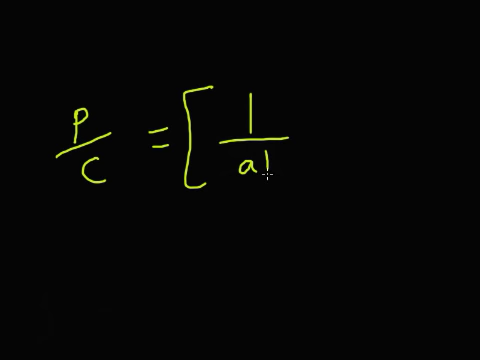 P/C = [ 1/a!